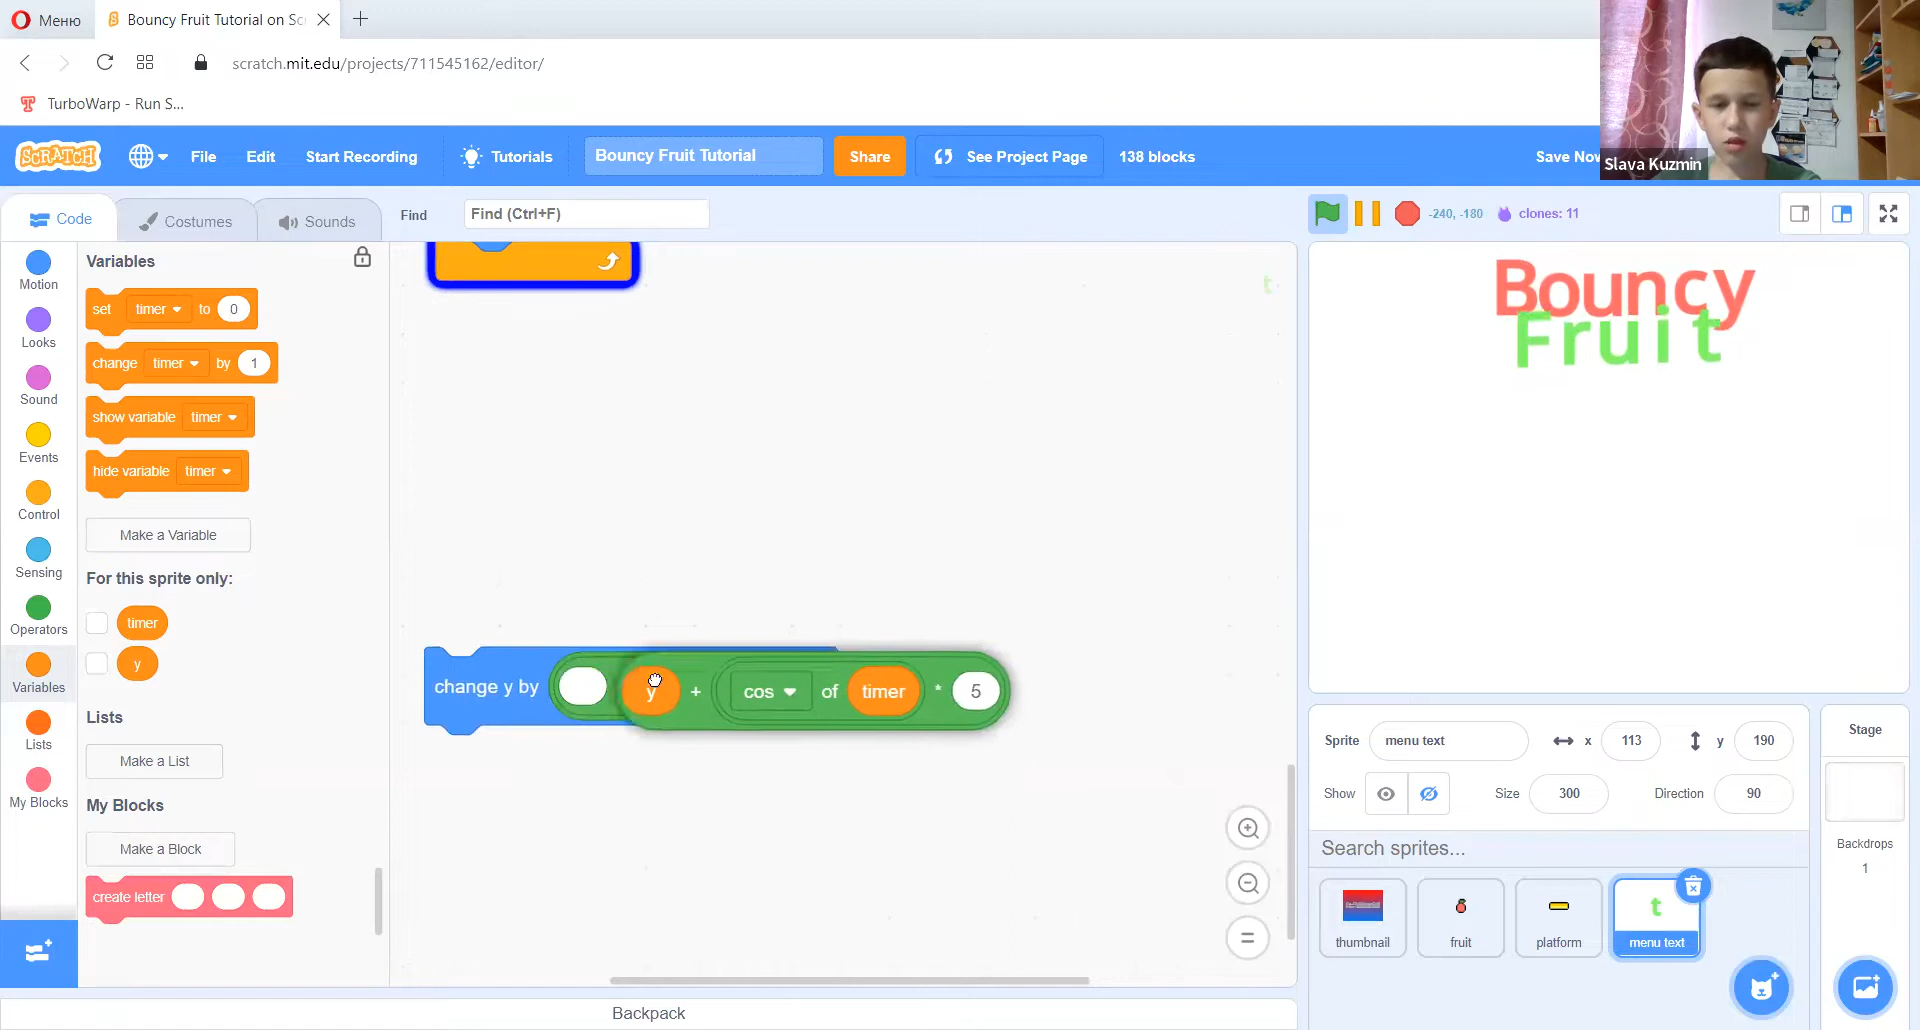 Меню
Bouncy Fruit Tutorial on Sc
scratch.mit.edu/projects/711545162/editor/
TurboWarp - Run S...
SCRATCH
File
Edit
Start Recording
Tutorials
Bouncy Fruit Tutorial
Share
See Project Page
138 blocks
Save Now
Slava Kuzmin
Code
Costumes
Sounds
Find
Find (Ctrl+F)
-240, -180
clones: 11
Motion
Looks
Sound
Events
Control
Sensing
Operators
Variables
Lists
My Blocks
Variables
set timer to 0
change timer by 1
show variable timer
hide variable timer
Make a Variable
For this sprite only:
timer
y
Lists
Make a List
My Blocks
Make a Block
create letter
t
change y by y + cos of timer * 5
Bouncy
Fruit
Sprite
menu text
x
113
y
190
Show
Size
300
Direction
90
Search sprites...
thumbnail
fruit
platform
t
menu text
Stage
Backdrops
1
Backpack